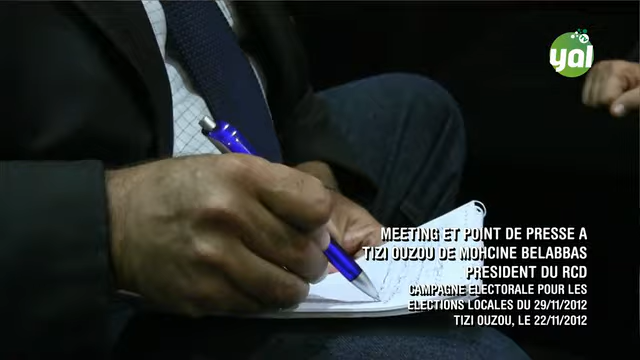 yal
MEETING ET POINT DE PRESSE A
TIZI OUZOU DE MOHCINE BELABBAS
PRESIDENT DU RCD
CAMPAGNE ELECTORALE POUR LES
ELECTIONS LOCALES DU 29/11/2012
TIZI OUZOU, LE 22/11/2012